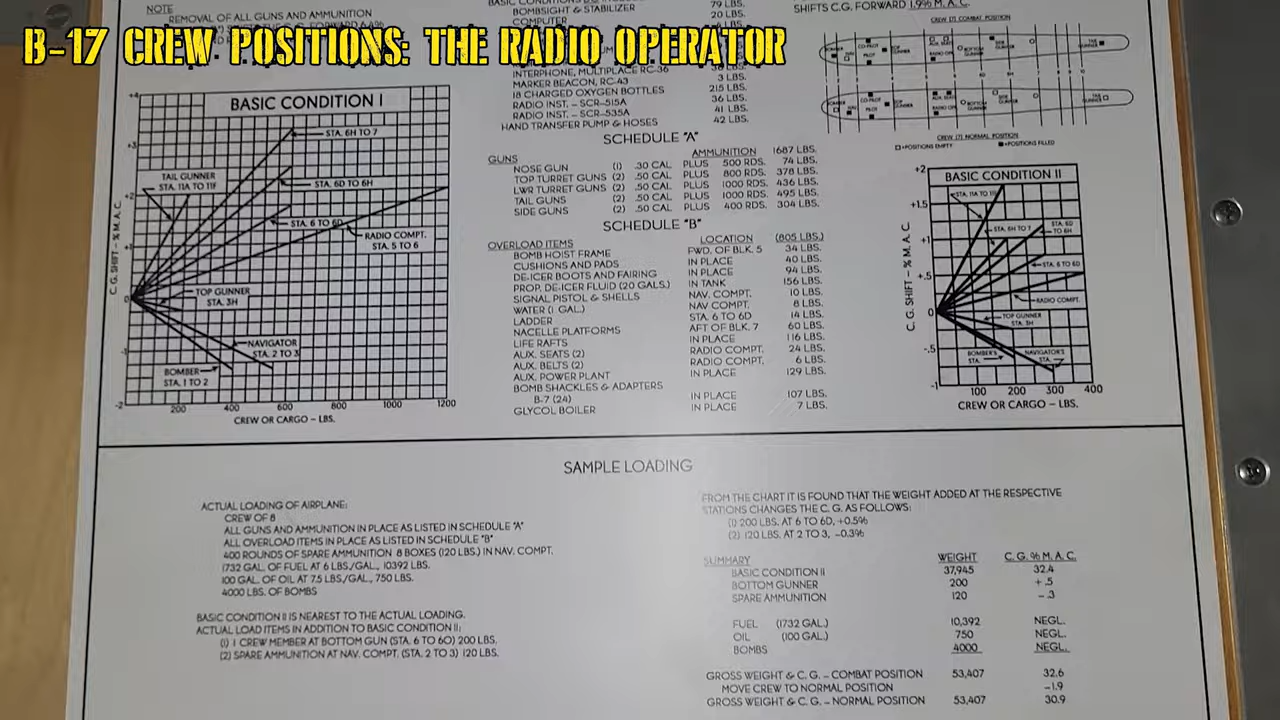 B-17 CREW POSITIONS: THE RADIO OPERATOR
NOTE
REMOVAL OF ALL GUNS AND AMMUNITION
BOMBSIGHT & STABILIZER 79 LBS.
COMPUTER 20 LBS.
INTERPHONE, MULTIPLACE RC-36
MARKER BEACON, RC-43 3 LBS.
18 CHARGED OXYGEN BOTTLES 215 LBS.
RADIO INST. – SCR-515A 36 LBS.
RADIO INST. – SCR-535A 41 LBS.
HAND TRANSFER PUMP & HOSES 42 LBS.
SHIFTS C.G. FORWARD 1.9% M.A.C.
CREW (7) COMBAT POSITION
CREW (7) NORMAL POSITION
□=POSITIONS EMPTY ■=POSITIONS FILLED
BASIC CONDITION I
+4
+3
+2
+1
0
-1
-2
C.G. SHIFT – % M.A.C.
STA. 6H TO 7
TAIL GUNNER
STA. 11A TO 11F
STA. 6D TO 6H
STA. 6 TO 6D
RADIO COMPT.
STA. 5 TO 6
TOP GUNNER
STA. 3H
NAVIGATOR
STA. 2 TO 3
BOMBER
STA. 1 TO 2
200 400 600 800 1000 1200
CREW OR CARGO – LBS.
SCHEDULE "A"
GUNS AMMUNITION 1687 LBS.
NOSE GUN (1) .30 CAL PLUS 500 RDS. 74 LBS.
TOP TURRET GUNS (2) .50 CAL PLUS 800 RDS. 378 LBS.
LWR TURRET GUNS (2) .50 CAL PLUS 1000 RDS. 436 LBS.
TAIL GUNS (2) .50 CAL PLUS 1000 RDS. 495 LBS.
SIDE GUNS (2) .50 CAL PLUS 400 RDS. 304 LBS.
SCHEDULE "B"
OVERLOAD ITEMS LOCATION (805 LBS.)
BOMB HOIST FRAME FWD. OF BLK. 5 34 LBS.
CUSHIONS AND PADS IN PLACE 40 LBS.
DE-ICER BOOTS AND FAIRING IN PLACE 94 LBS.
PROP. DE-ICER FLUID (20 GALS.) IN TANK 156 LBS.
SIGNAL PISTOL & SHELLS NAV. COMPT. 10 LBS.
WATER (1 GAL.) NAV. COMPT. 8 LBS.
LADDER STA. 6 TO 6D 14 LBS.
NACELLE PLATFORMS AFT OF BLK. 7 60 LBS.
LIFE RAFTS IN PLACE 116 LBS.
AUX. SEATS (2) RADIO COMPT. 24 LBS.
AUX. BELTS (2) RADIO COMPT. 6 LBS.
AUX. POWER PLANT IN PLACE 129 LBS.
BOMB SHACKLES & ADAPTERS
B-7 (24) IN PLACE 107 LBS.
GLYCOL BOILER IN PLACE 7 LBS.
BASIC CONDITION II
+2
+1.5
+1
+.5
0
-.5
-1
C.G. SHIFT – % M.A.C.
STA. 11A TO 11F
STA. 6H TO 7
STA. 6D
TO 6H
STA. 6 TO 6D
RADIO COMPT.
TOP GUNNER
STA. 3H
BOMBER'S
STA.
NAVIGATOR'S
STA.
100 200 300 400
CREW OR CARGO – LBS.
SAMPLE LOADING
ACTUAL LOADING OF AIRPLANE:
CREW OF 8
ALL GUNS AND AMMUNITION IN PLACE AS LISTED IN SCHEDULE "A"
ALL OVERLOAD ITEMS IN PLACE AS LISTED IN SCHEDULE "B"
400 ROUNDS OF SPARE AMMUNITION 8 BOXES (120 LBS.) IN NAV. COMPT.
1732 GAL. OF FUEL AT 6 LBS./GAL., 10392 LBS.
100 GAL. OF OIL AT 7.5 LBS./GAL., 750 LBS.
4000 LBS. OF BOMBS
BASIC CONDITION II IS NEAREST TO THE ACTUAL LOADING.
ACTUAL LOAD ITEMS IN ADDITION TO BASIC CONDITION II:
(1) 1 CREW MEMBER AT BOTTOM GUN (STA. 6 TO 6D) 200 LBS.
(2) SPARE AMMUNITION AT NAV. COMPT. (STA. 2 TO 3) 120 LBS.
FROM THE CHART IT IS FOUND THAT THE WEIGHT ADDED AT THE RESPECTIVE
STATIONS CHANGES THE C. G. AS FOLLOWS:
(1) 200 LBS. AT 6 TO 6D, +0.5%
(2) 120 LBS. AT 2 TO 3, -0.3%
SUMMARY WEIGHT C. G. % M. A. C.
BASIC CONDITION II 37,945 32.4
BOTTOM GUNNER 200 + .5
SPARE AMMUNITION 120 – .3
FUEL (1732 GAL.) 10,392 NEGL.
OIL (100 GAL.) 750 NEGL.
BOMBS 4000 NEGL.
GROSS WEIGHT & C. G. – COMBAT POSITION 53,407 32.6
MOVE CREW TO NORMAL POSITION –1.9
GROSS WEIGHT & C. G. – NORMAL POSITION 53,407 30.9